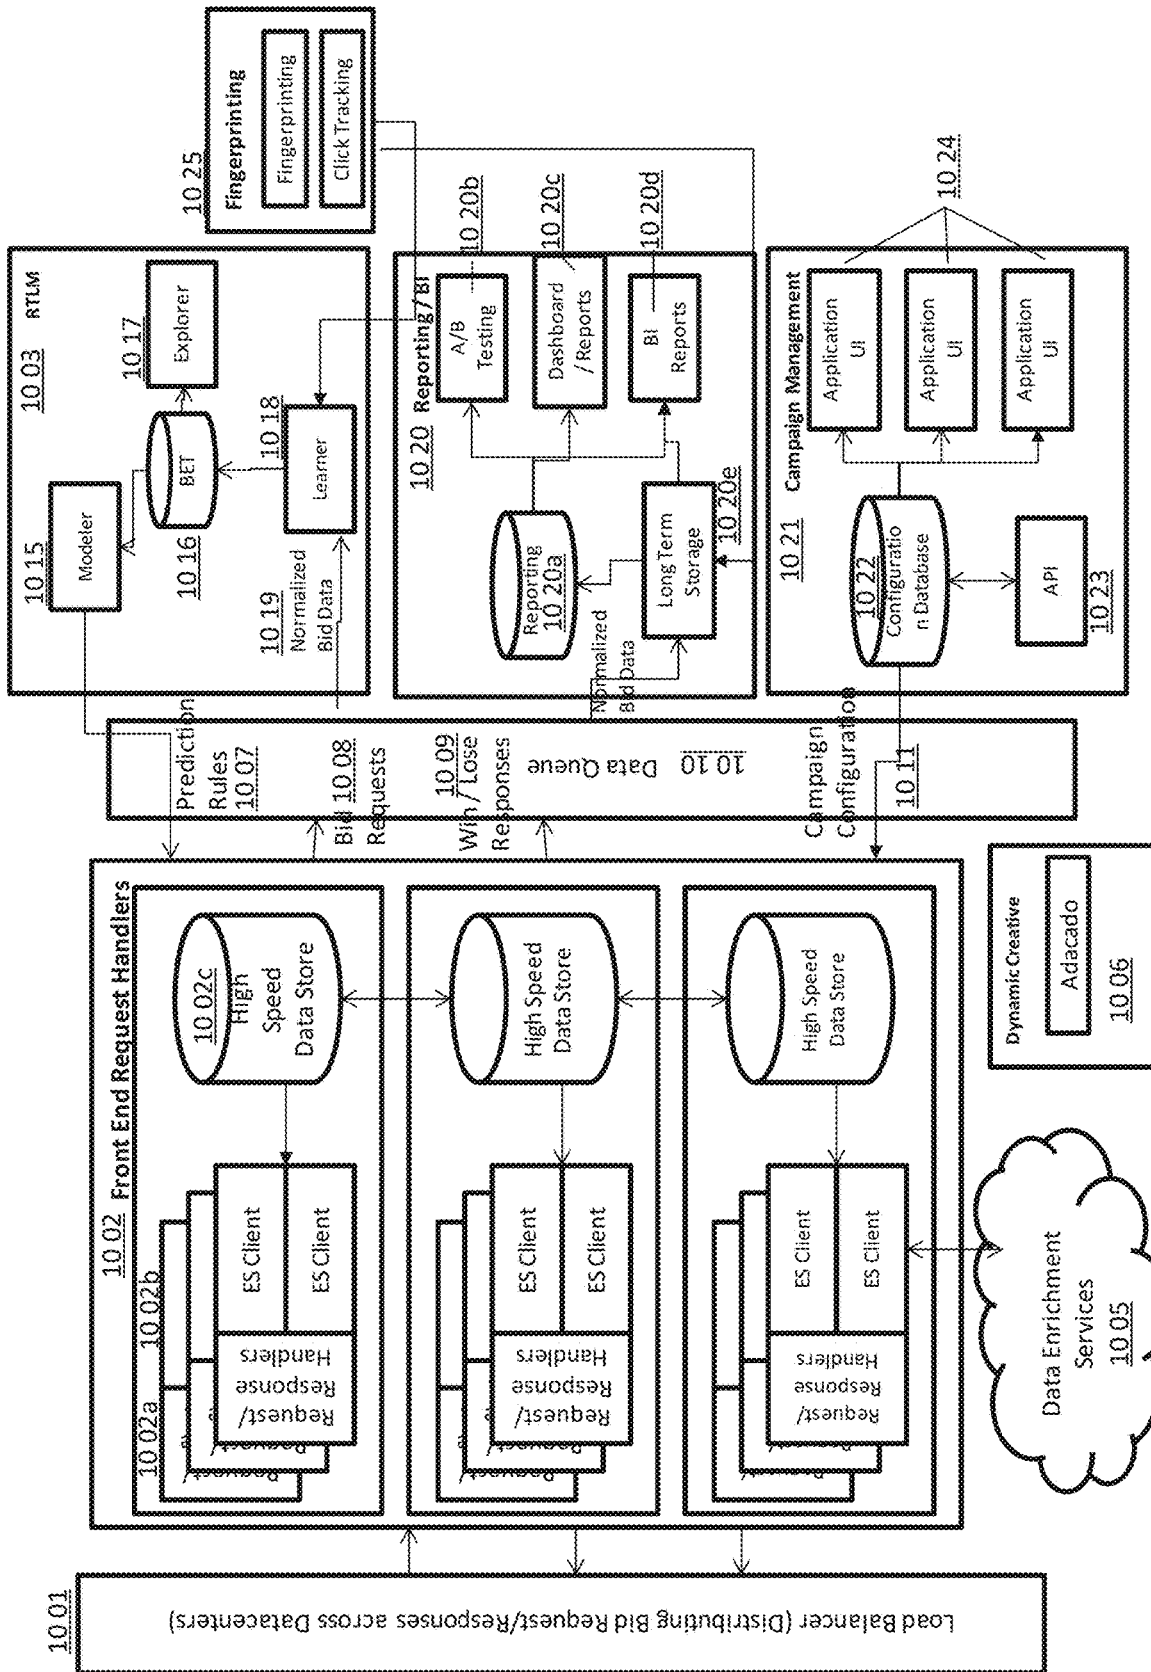 10 01
Load Balancer (Distributing Bid Request/Responses across Datacenters)
10 02 Front End Request Handlers
10 02a
10 02b
Request/
Response
Handlers
ES Client
ES Client
10 02c
High
Speed
Data Store
Request/
Response
Handlers
ES Client
ES Client
High Speed
Data Store
Request/
Response
Handlers
ES Client
ES Client
High Speed
Data Store
Data Enrichment
Services
10 05
Dynamic Creative
Adacado
10 06
Prediction
Rules
10 07
Bid 10 08
Requests
10 09
Win / Lose
Responses
Data Queue 10 10
Campaign
Configuration
10 11
10 03 RTLM
10 15
Modeler
10 16
BET
10 17
Explorer
10 18
Learner
10 19
Normalized
Bid Data
10 25
Fingerprinting
Fingerprinting
Click Tracking
10 20 Reporting / BI
Reporting
10 20a
Normalized
Bid Data
Long Term
Storage
10 20e
A/B
Testing
10 20b
Dashboard
/ Reports
10 20c
BI
Reports
10 20d
10 21 Campaign Management
10 22
Configuratio
n Database
API
10 23
Application
UI
Application
UI
Application
UI
10 24